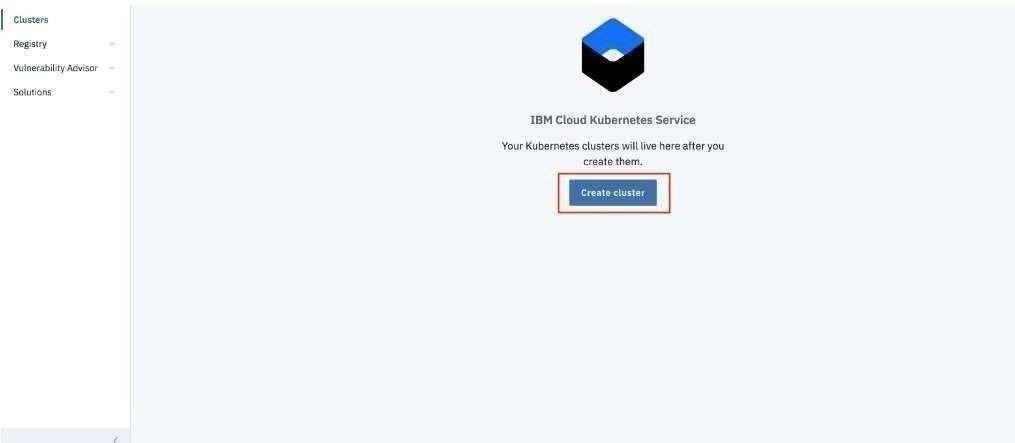 Clusters
Registry
Vulnerability Advisor
Solutions
IBM Cloud Kubernetes Service
Your Kubernetes clusters will live here after you
create them.
Create cluster